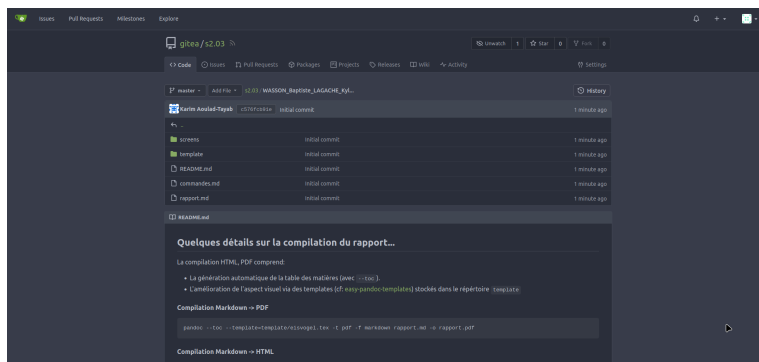 Issues Pull Requests Milestones Explore
gitea/s2.03
Unwatch 1 Star 0 Fork 0
Code Issues Pull Requests Packages Projects Releases Wiki Activity Settings
master Add File s2.03/WASSON_Baptiste_LAGACHE_Kyl... History
Karim Aoulad-Tayab c576fcb81e Initial commit 1 minute ago
..
screens Initial commit 1 minute ago
template Initial commit 1 minute ago
README.md Initial commit 1 minute ago
commandes.md Initial commit 1 minute ago
rapport.md Initial commit 1 minute ago
README.md
Quelques détails sur la compilation du rapport...
La compilation HTML, PDF comprend:
• La génération automatique de la table des matières (avec --toc ).
• L'amélioration de l'aspect visuel via des templates (cf: easy-pandoc-templates) stockés dans le répértoire template
Compilation Markdown -> PDF
pandoc --toc --template=template/eisvogel.tex -t pdf -f markdown rapport.md -o rapport.pdf
Compilation Markdown -> HTML